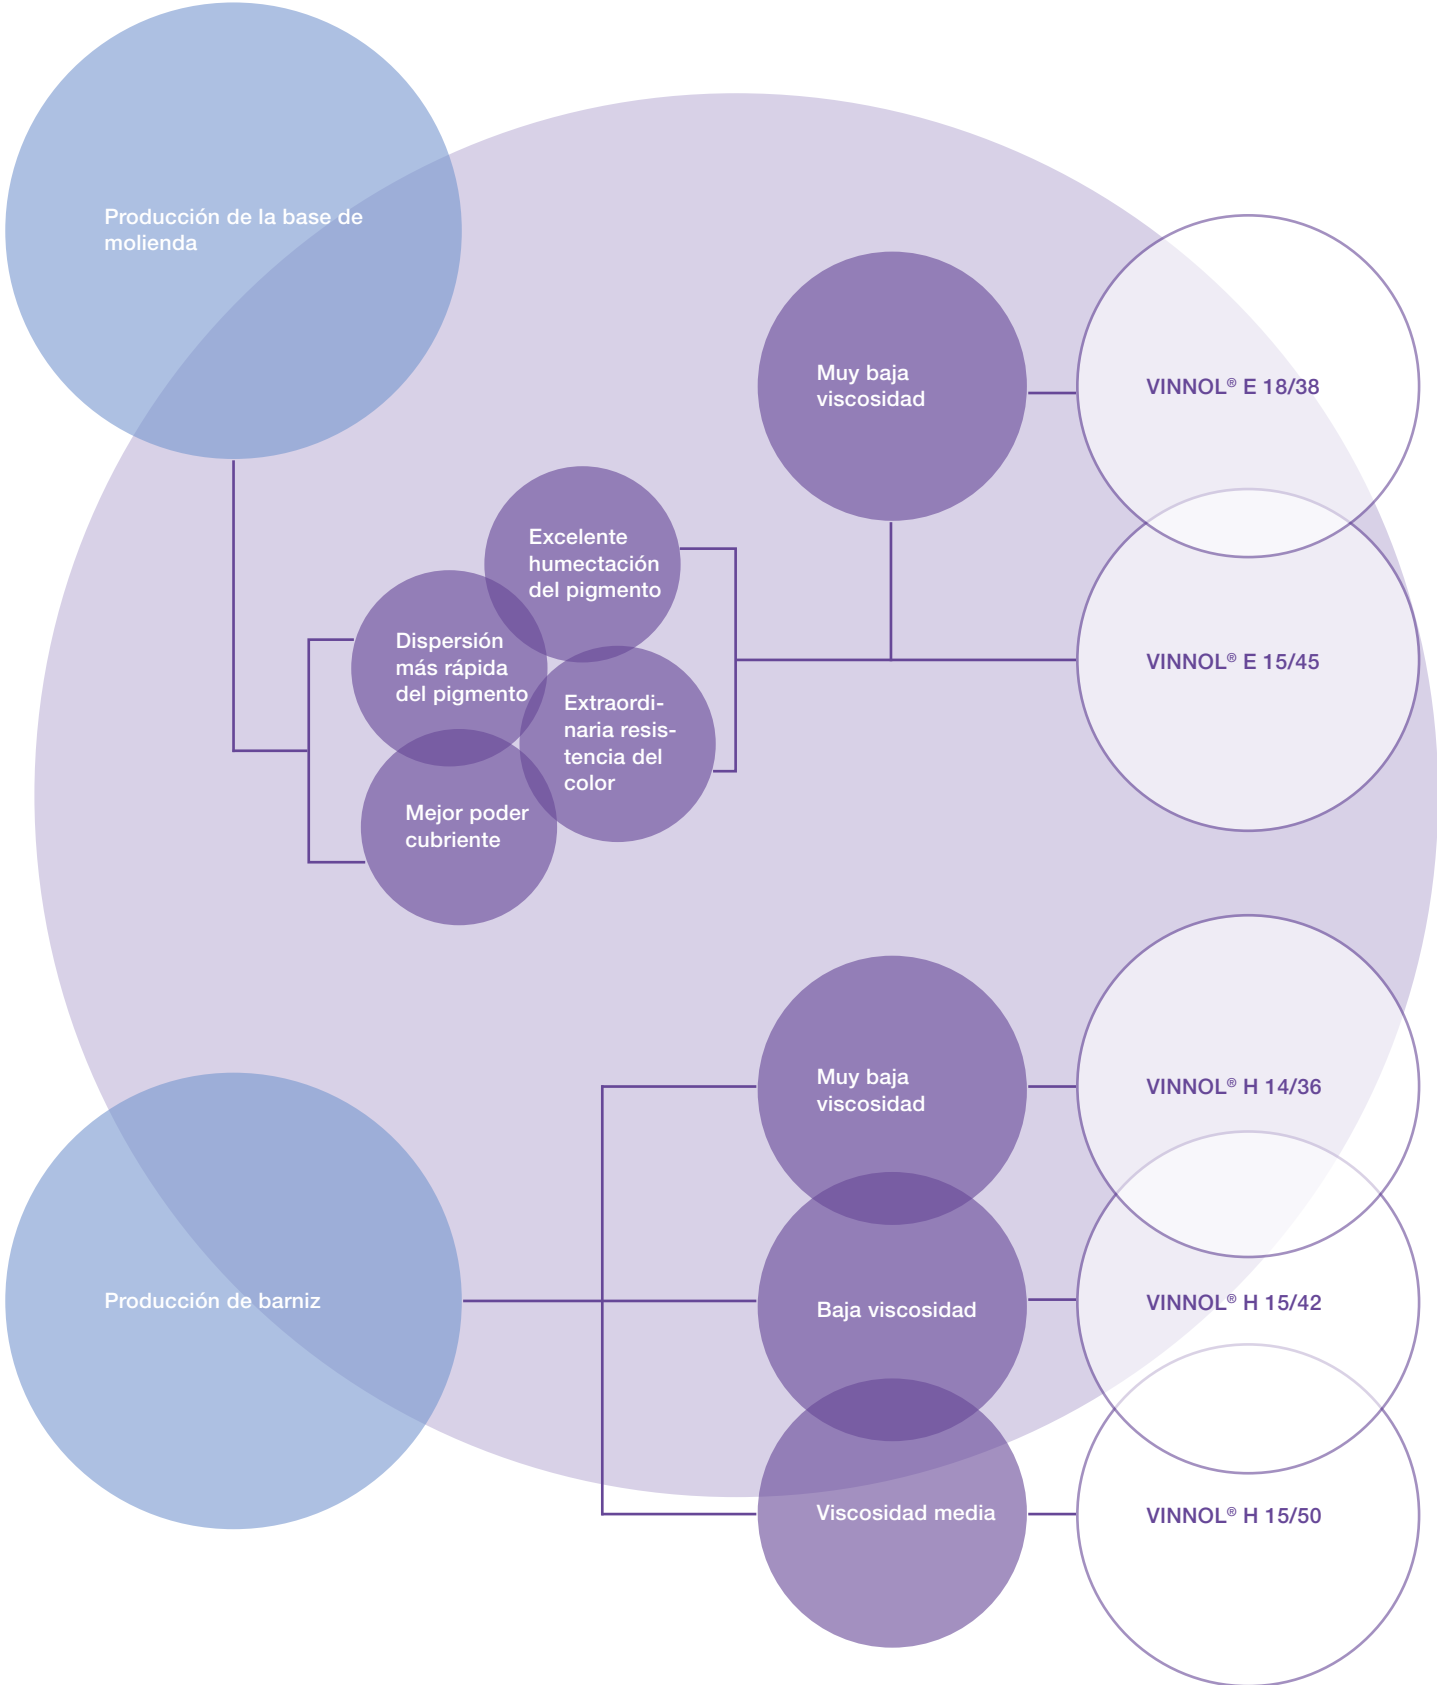 Producción de la base de
molienda
Muy baja
viscosidad
VINNOL® E 18/38
Excelente
humectación
del pigmento
Dispersión
más rápida
del pigmento
VINNOL® E 15/45
Extraordi-
naria resis-
tencia del
color
Mejor poder
cubriente
Muy baja
viscosidad
VINNOL® H 14/36
Producción de barniz
Baja viscosidad
VINNOL® H 15/42
Viscosidad media
VINNOL® H 15/50